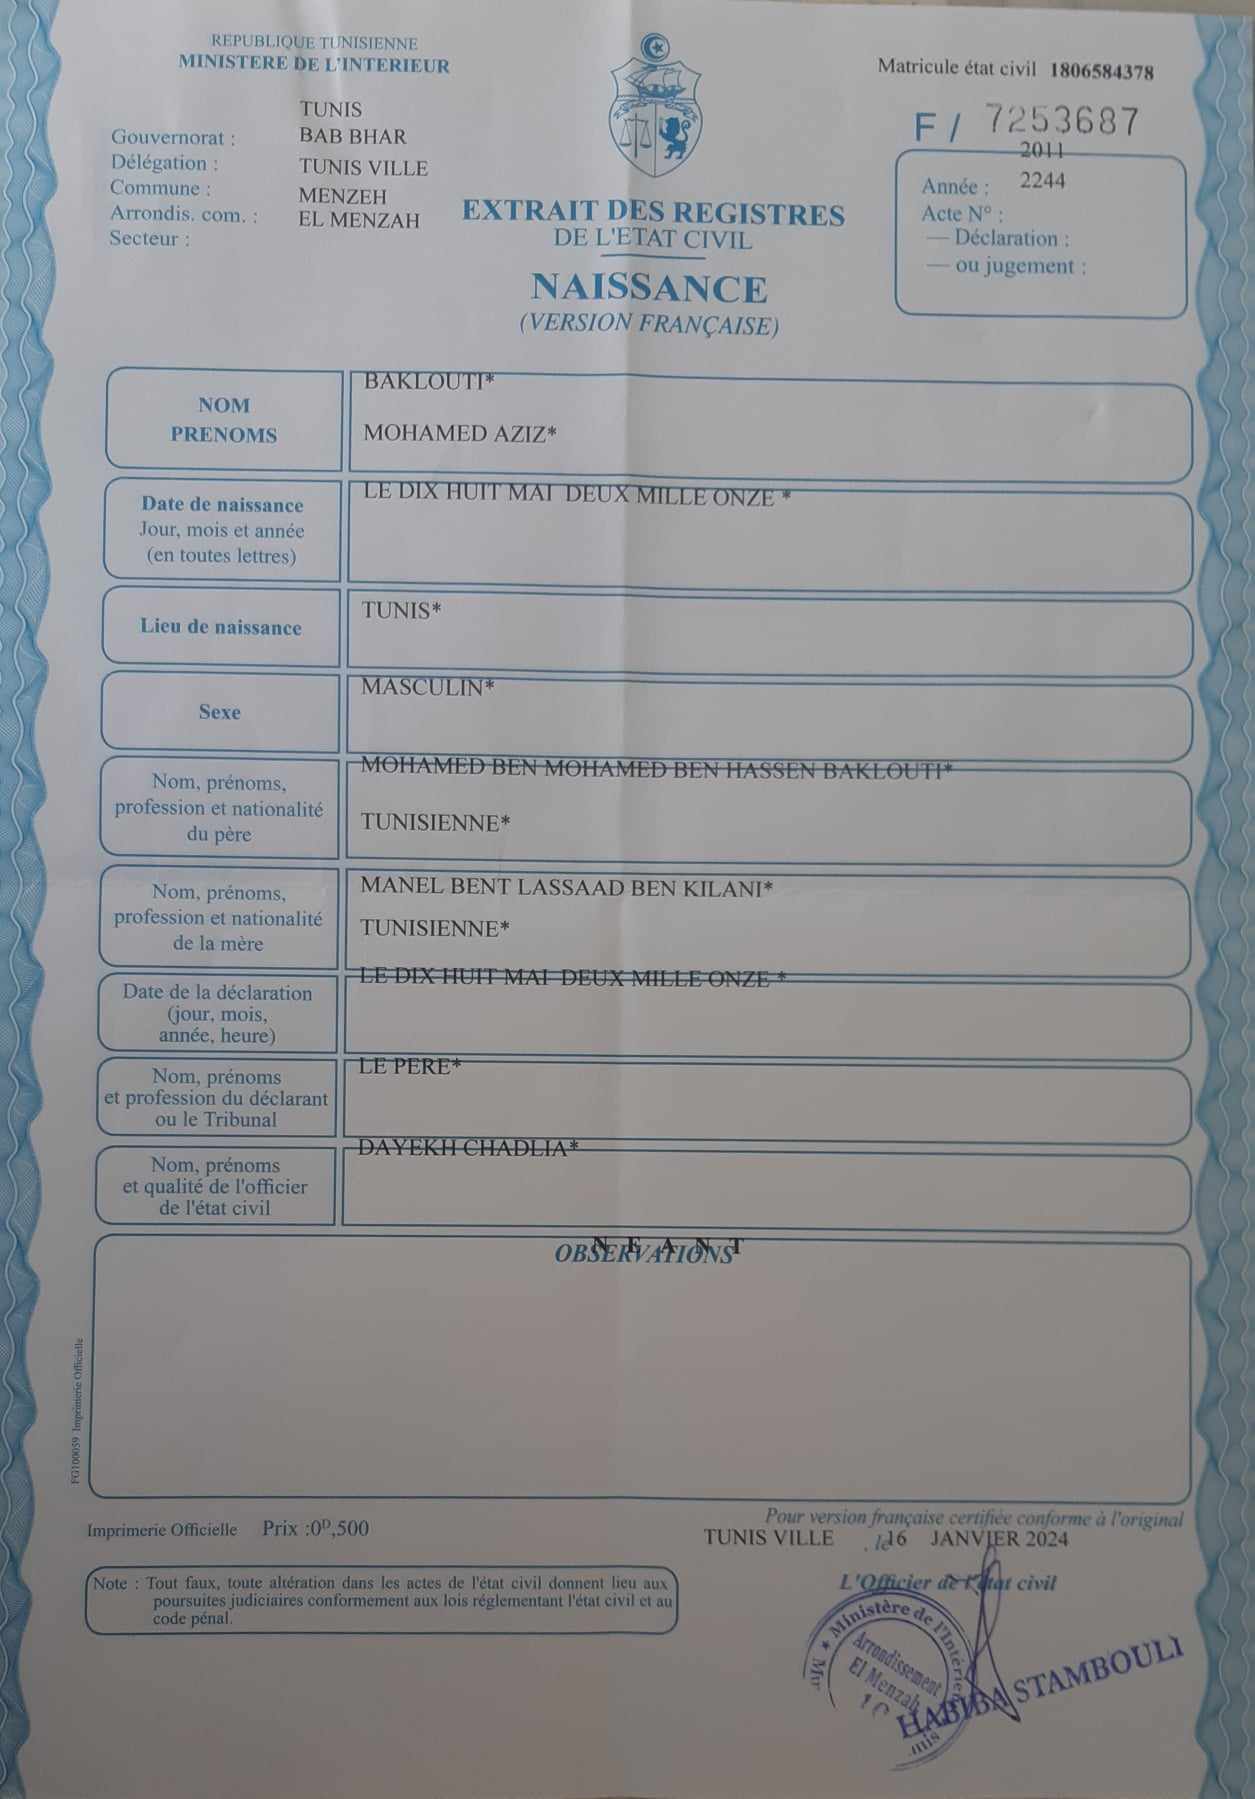 REPUBLIQUE TUNISIENNE
MINISTERE DE L'INTERIEUR
Matricule état civil 1806584378
F / 7253687
TUNIS
Gouvernorat : BAB BHAR
Délégation : TUNIS VILLE
Commune : MENZEH
Arrondis. com. : EL MENZAH
Secteur :
2011
Année : 2244
Acte N° :
— Déclaration :
— ou jugement :
EXTRAIT DES REGISTRES
DE L'ETAT CIVIL
NAISSANCE
(VERSION FRANÇAISE)
NOM
PRENOMS
BAKLOUTI*
MOHAMED AZIZ*
Date de naissance
Jour, mois et année
(en toutes lettres)
LE DIX HUIT MAI DEUX MILLE ONZE *
Lieu de naissance
TUNIS*
Sexe
MASCULIN*
Nom, prénoms,
profession et nationalité
du père
MOHAMED BEN MOHAMED BEN HASSEN BAKLOUTI*
TUNISIENNE*
Nom, prénoms,
profession et nationalité
de la mère
MANEL BENT LASSAAD BEN KILANI*
TUNISIENNE*
Date de la déclaration
(jour, mois,
année, heure)
LE DIX HUIT MAI DEUX MILLE ONZE *
Nom, prénoms
et profession du déclarant
ou le Tribunal
LE PERE*
Nom, prénoms
et qualité de l'officier
de l'état civil
DAYEKH CHADLIA*
N E A N T
OBSERVATIONS
FG100059 Imprimerie Officielle
Imprimerie Officielle Prix :0ᴰ,500
Pour version française certifiée conforme à l'original
TUNIS VILLE , le 16 JANVIER 2024
L'Officier de l'état civil
Note : Tout faux, toute altération dans les actes de l'état civil donnent lieu aux
poursuites judiciaires conformement aux lois réglementant l'état civil et au
code pénal.
Ministère de l'Intérieur
Arrondissement
El Menzah
HABIBA STAMBOULI